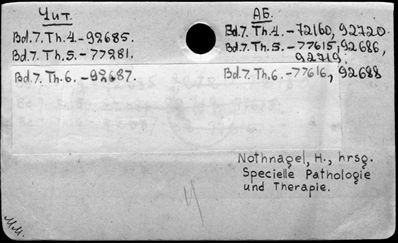 Чит.
Bd.7. Th.4.-92685.
Bd.7. Th.5.-77281.
Bd.7. Th.6.-92687.
АБ.
Bd.7. Th.4.-72160, 92720
Bd.7. Th.5.-77615, 92686,
92719.
Bd.7. Th.6.-77616, 92688
Nothnagel, H., hrsg.
Specielle Pathologie
und Therapie.